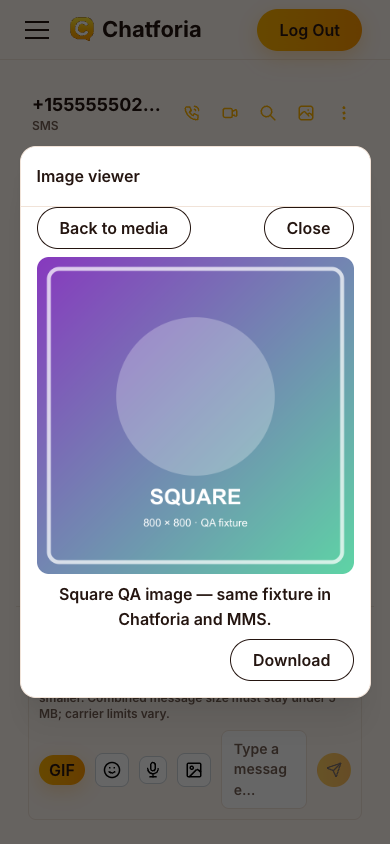 Chatforia
Log Out
+155555502...
SMS
Image viewer
Back to media
Close
SQUARE
800 × 800 · QA fixture
Square QA image — same fixture in
Chatforia and MMS.
Download
smaller. Combined message size must stay under 5
MB; carrier limits vary.
GIF
Type a
messag
e...